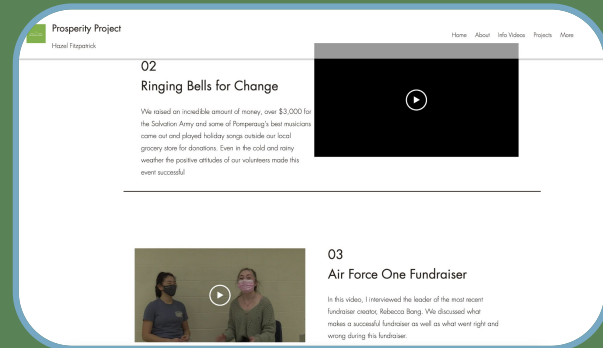 Prosperity Project
Hazel Fitzpatrick
Home About Info Videos Projects More
02
Ringing Bells for Change
We raised an incredible amount of money, over $3,000 for
the Salvation Army and some of Pomperaug's best musicians
came out and played holiday songs outside our local
grocery store for donations. Even in the cold and rainy
weather the positive attitudes of our volunteers made this
event successful
03
Air Force One Fundraiser
In this video, I interviewed the leader of the most recent
fundraiser creator, Rebecca Bang. We discussed what
makes a successful fundraiser as well as what went right and
wrong during this fundraiser.